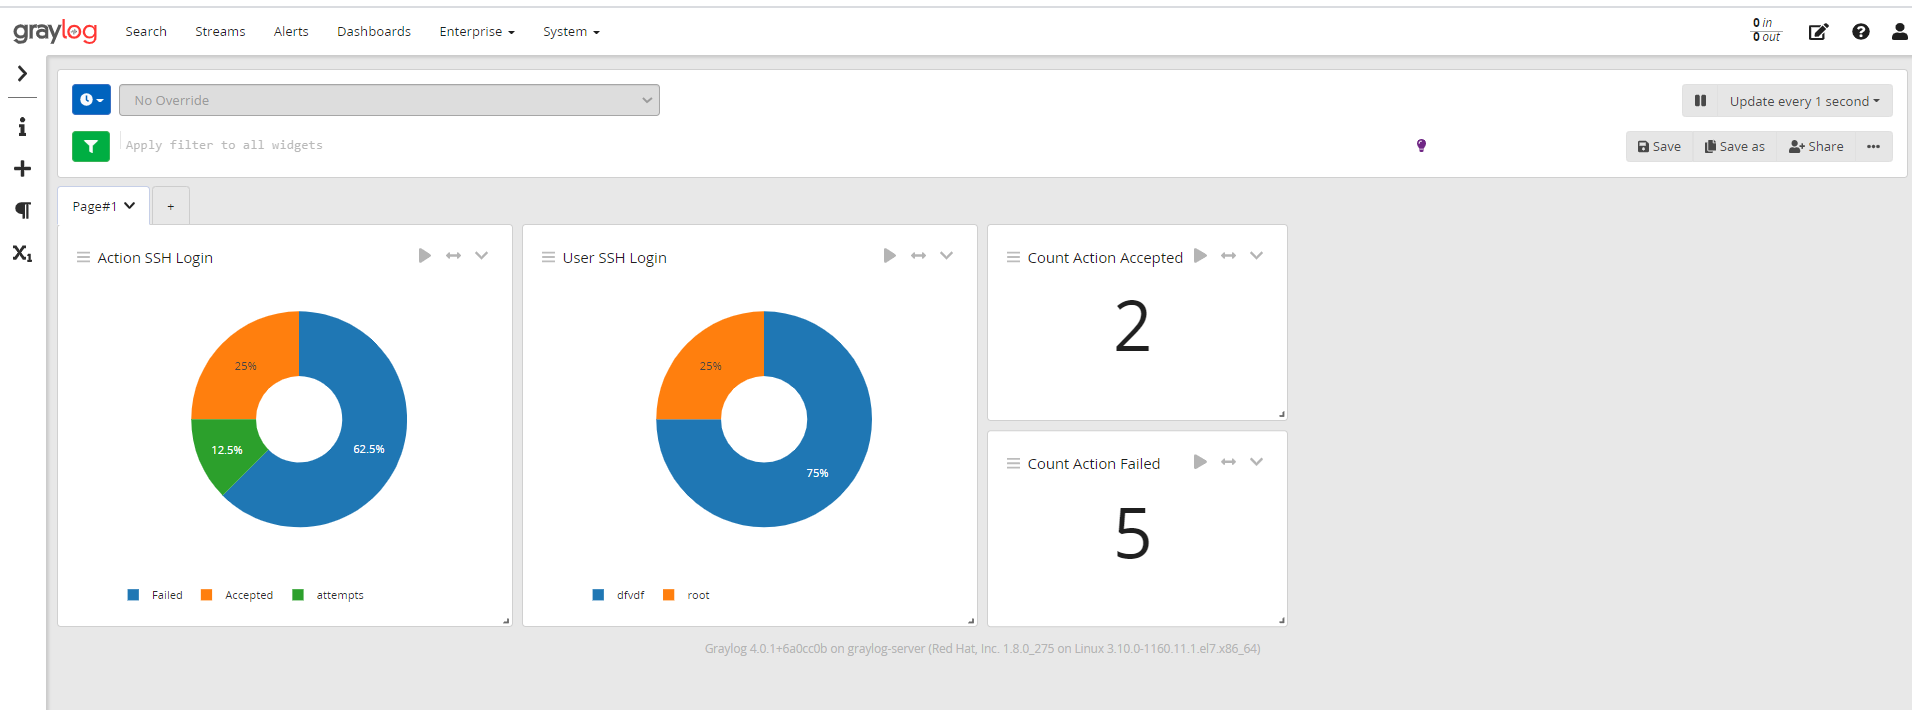 graylog Search Streams Alerts Dashboards Enterprise System 0 in
0 out
No Override Update every 1 second
Apply filter to all widgets Save Save as Share •••
Page#1 +
X1
Action SSH Login
25%
12.5%
62.5%
Failed Accepted attempts
User SSH Login
25%
75%
dfvdf root
Count Action Accepted
2
Count Action Failed
5
Graylog 4.0.1+6a0cc0b on graylog-server (Red Hat, Inc. 1.8.0_275 on Linux 3.10.0-1160.11.1.el7.x86_64)